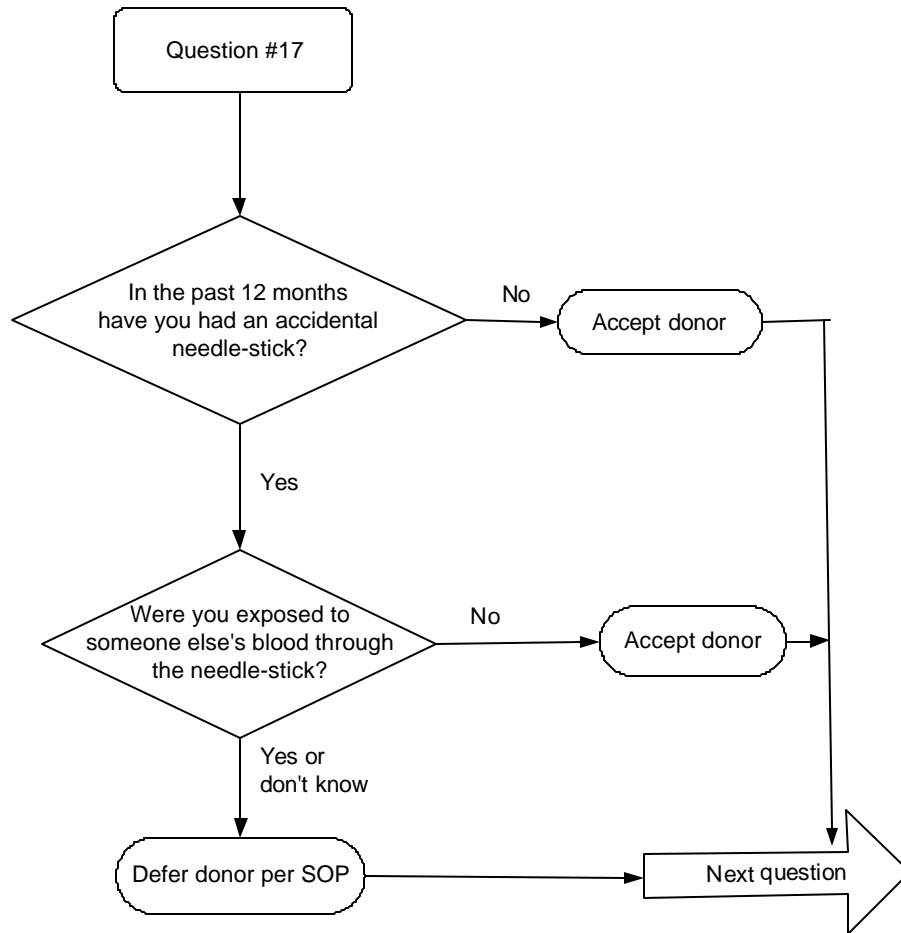 Question #17
In the past 12 months
have you had an accidental
needle-stick?
No
Accept donor
Yes
Were you exposed to
someone else's blood through
the needle-stick?
No
Accept donor
Yes or
don't know
Defer donor per SOP
Next question